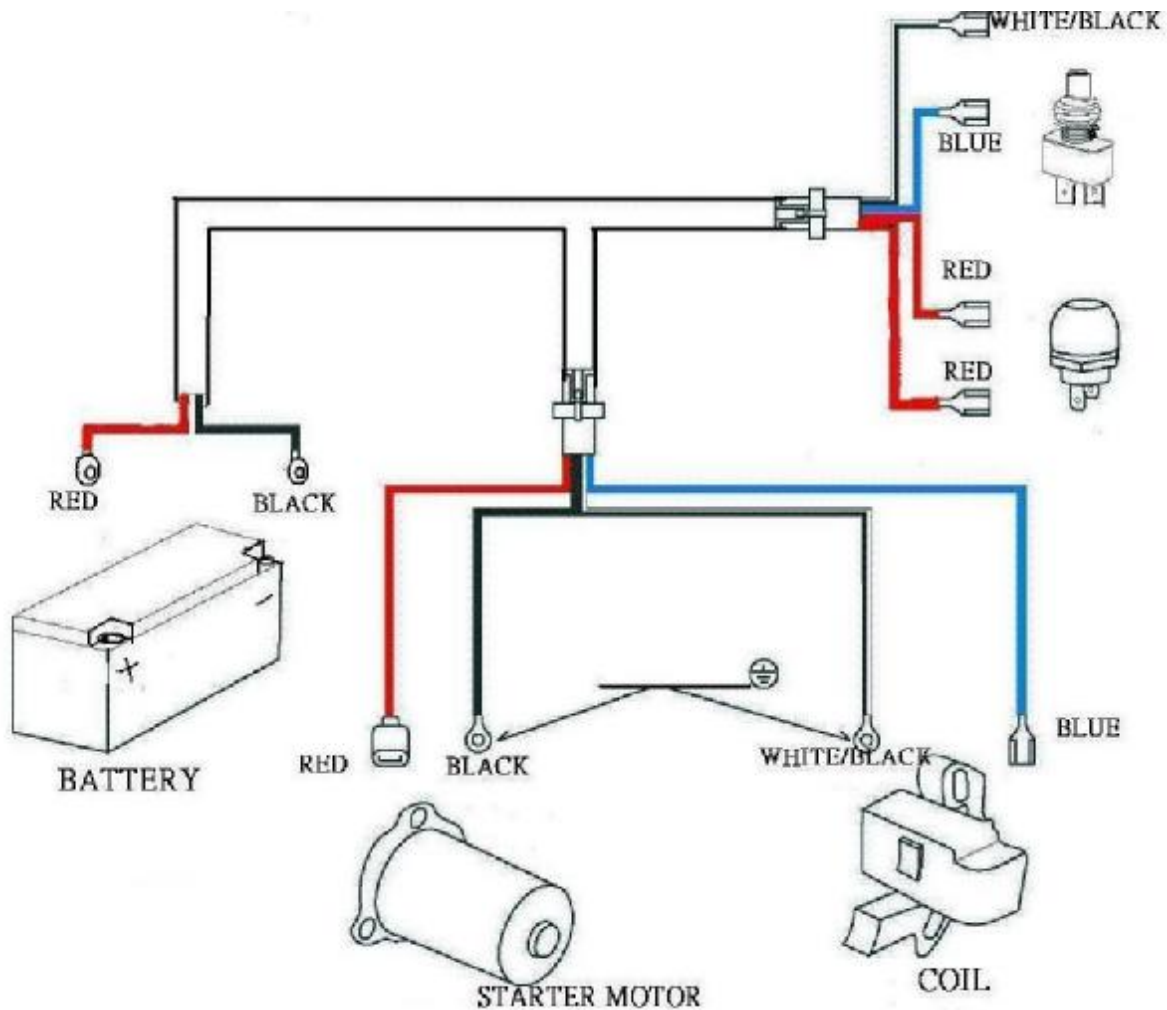 WHITE/BLACK
BLUE
RED
RED
RED
BLACK
+
−
BATTERY
RED
BLACK
WHITE/BLACK
BLUE
STARTER MOTOR
COIL